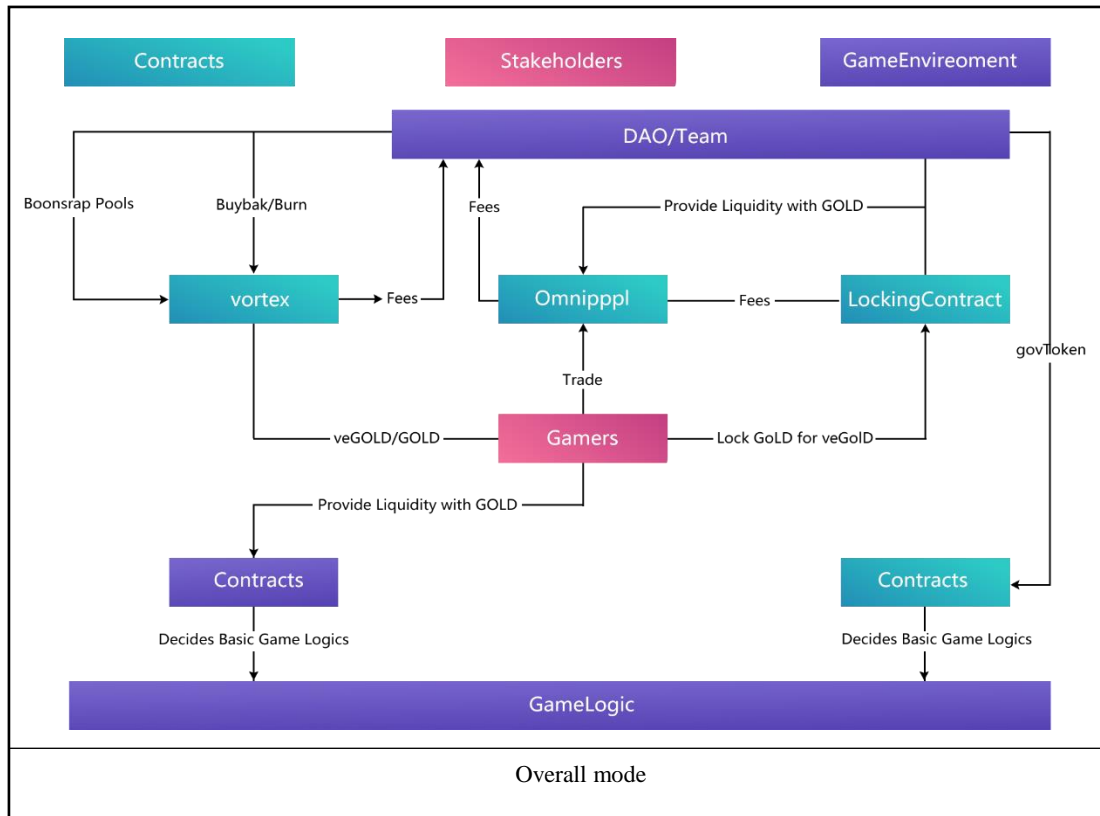 Contracts
Stakeholders
GameEnvireoment
DAO/Team
Boonsrap Pools
Buybak/Burn
Fees
Provide Liquidity with GOLD
vortex
Fees
Omnipppl
Fees
LockingContract
govToken
Trade
veGOLD/GOLD
Gamers
Lock GoLD for veGolD
Provide Liquidity with GOLD
Contracts
Contracts
Decides Basic Game Logics
Decides Basic Game Logics
GameLogic
Overall mode